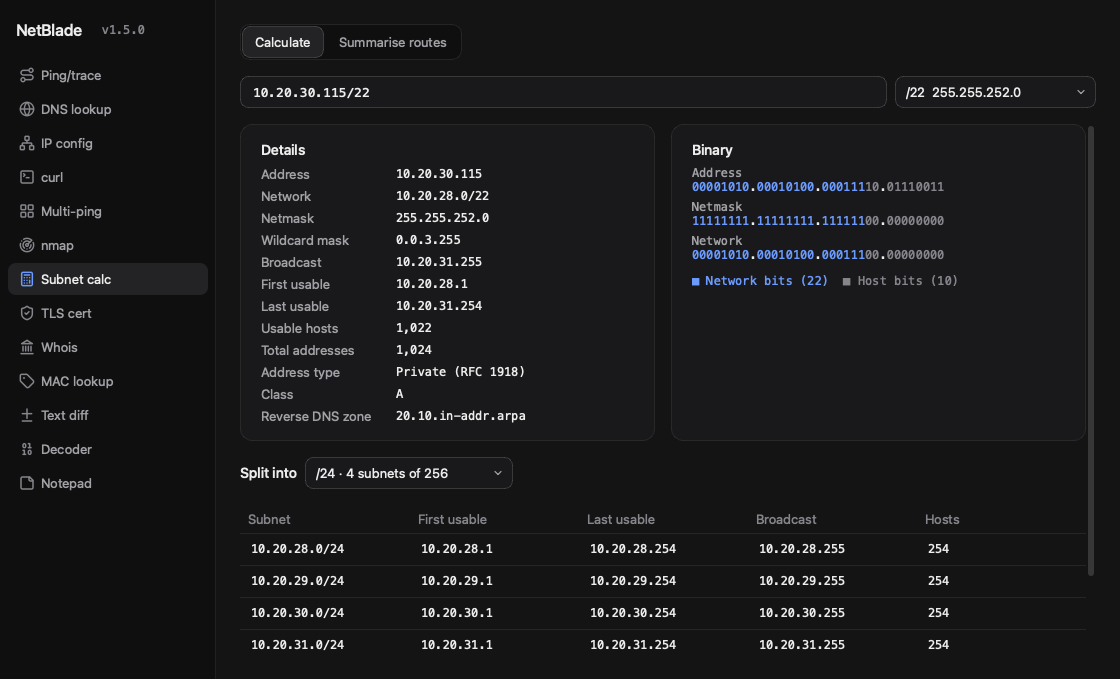 NetBlade v1.5.0
Ping/trace
DNS lookup
IP config
curl
Multi-ping
nmap
Subnet calc
TLS cert
Whois
MAC lookup
Text diff
Decoder
Notepad
Calculate Summarise routes
10.20.30.115/22 /22 255.255.252.0
Details
Address 10.20.30.115
Network 10.20.28.0/22
Netmask 255.255.252.0
Wildcard mask 0.0.3.255
Broadcast 10.20.31.255
First usable 10.20.28.1
Last usable 10.20.31.254
Usable hosts 1,022
Total addresses 1,024
Address type Private (RFC 1918)
Class A
Reverse DNS zone 20.10.in-addr.arpa
Binary
Address
00001010.00010100.00011110.01110011
Netmask
11111111.11111111.11111100.00000000
Network
00001010.00010100.00011100.00000000
Network bits (22) Host bits (10)
Split into /24 · 4 subnets of 256
Subnet First usable Last usable Broadcast Hosts
10.20.28.0/24 10.20.28.1 10.20.28.254 10.20.28.255 254
10.20.29.0/24 10.20.29.1 10.20.29.254 10.20.29.255 254
10.20.30.0/24 10.20.30.1 10.20.30.254 10.20.30.255 254
10.20.31.0/24 10.20.31.1 10.20.31.254 10.20.31.255 254